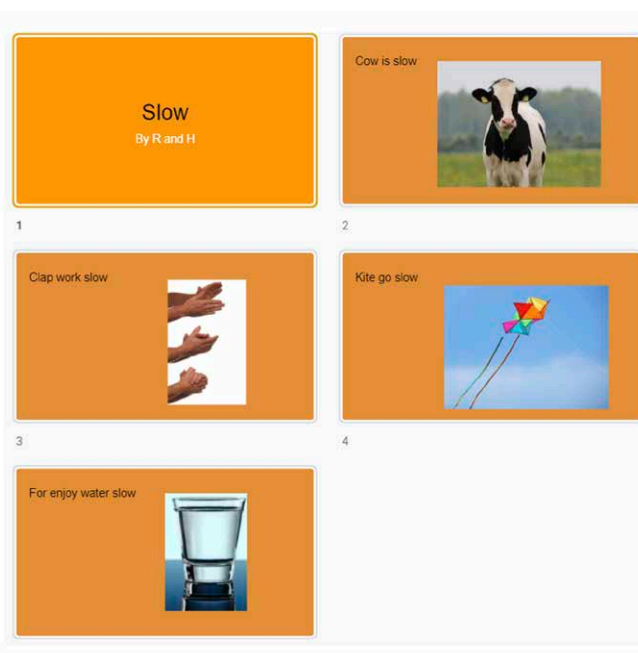 Slow
By R and H
1
Cow is slow
2
Clap work slow
3
Kite go slow
4
For enjoy water slow